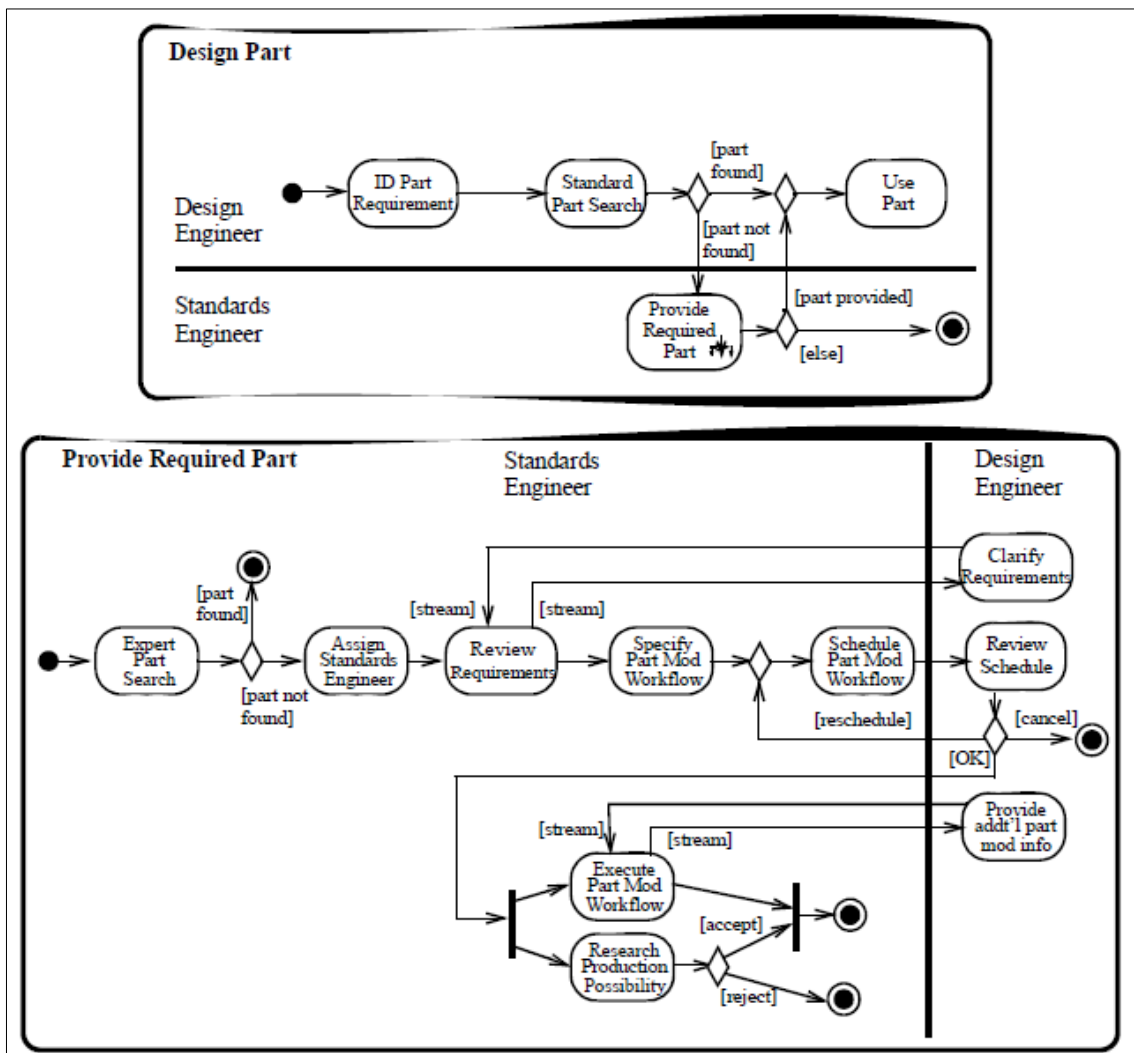 Design Part
[part
found]
ID Part
Requirement
Standard
Part Search
Use
Part
Design
Engineer
[part not
found]
Standards
Engineer
Provide
Required
Part
[part provided]
[else]
Provide Required Part
Standards
Engineer
Design
Engineer
Clarify
Requirements
[part
found]
[stream]
[stream]
Expert
Part
Search
Assign
Standards
Engineer
Review
Requirements
Specify
Part Mod
Workflow
Schedule
Part Mod
Workflow
Review
Schedule
[part not
found]
[reschedule]
[cancel]
[OK]
Provide
addt'l part
mod info
[stream]
[stream]
Execute
Part Mod
Workflow
[accept]
Research
Production
Possibility
[reject]